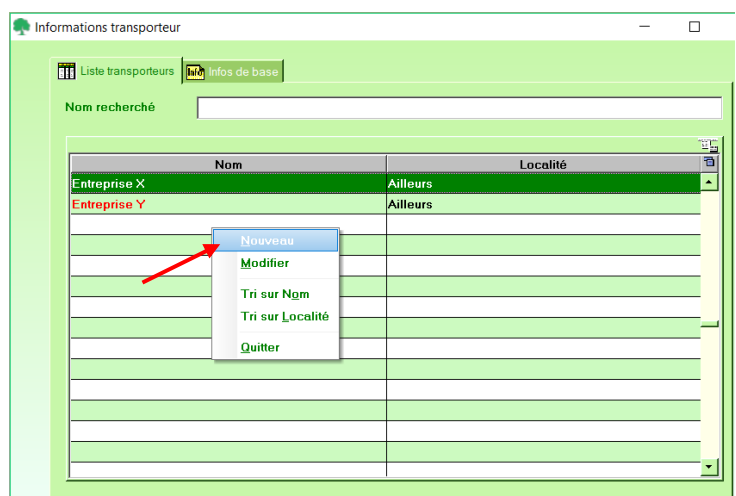 Informations transporteur
Liste transporteurs
Info Infos de base
Nom recherché
Nom Localité
Entreprise X Ailleurs
Entreprise Y Ailleurs
Nouveau
Modifier
Tri sur Nom
Tri sur Localité
Quitter